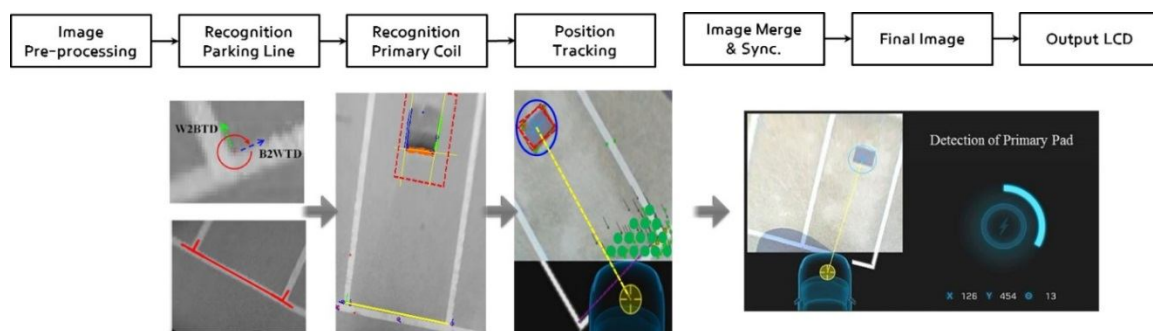 Image
Pre-processing
Recognition
Parking Line
Recognition
Primary Coil
Position
Tracking
Image Merge
& Sync.
Final Image
Output LCD
W2BTD
B2WTD
Detection of Primary Pad
X 126 Y 454 Θ 13